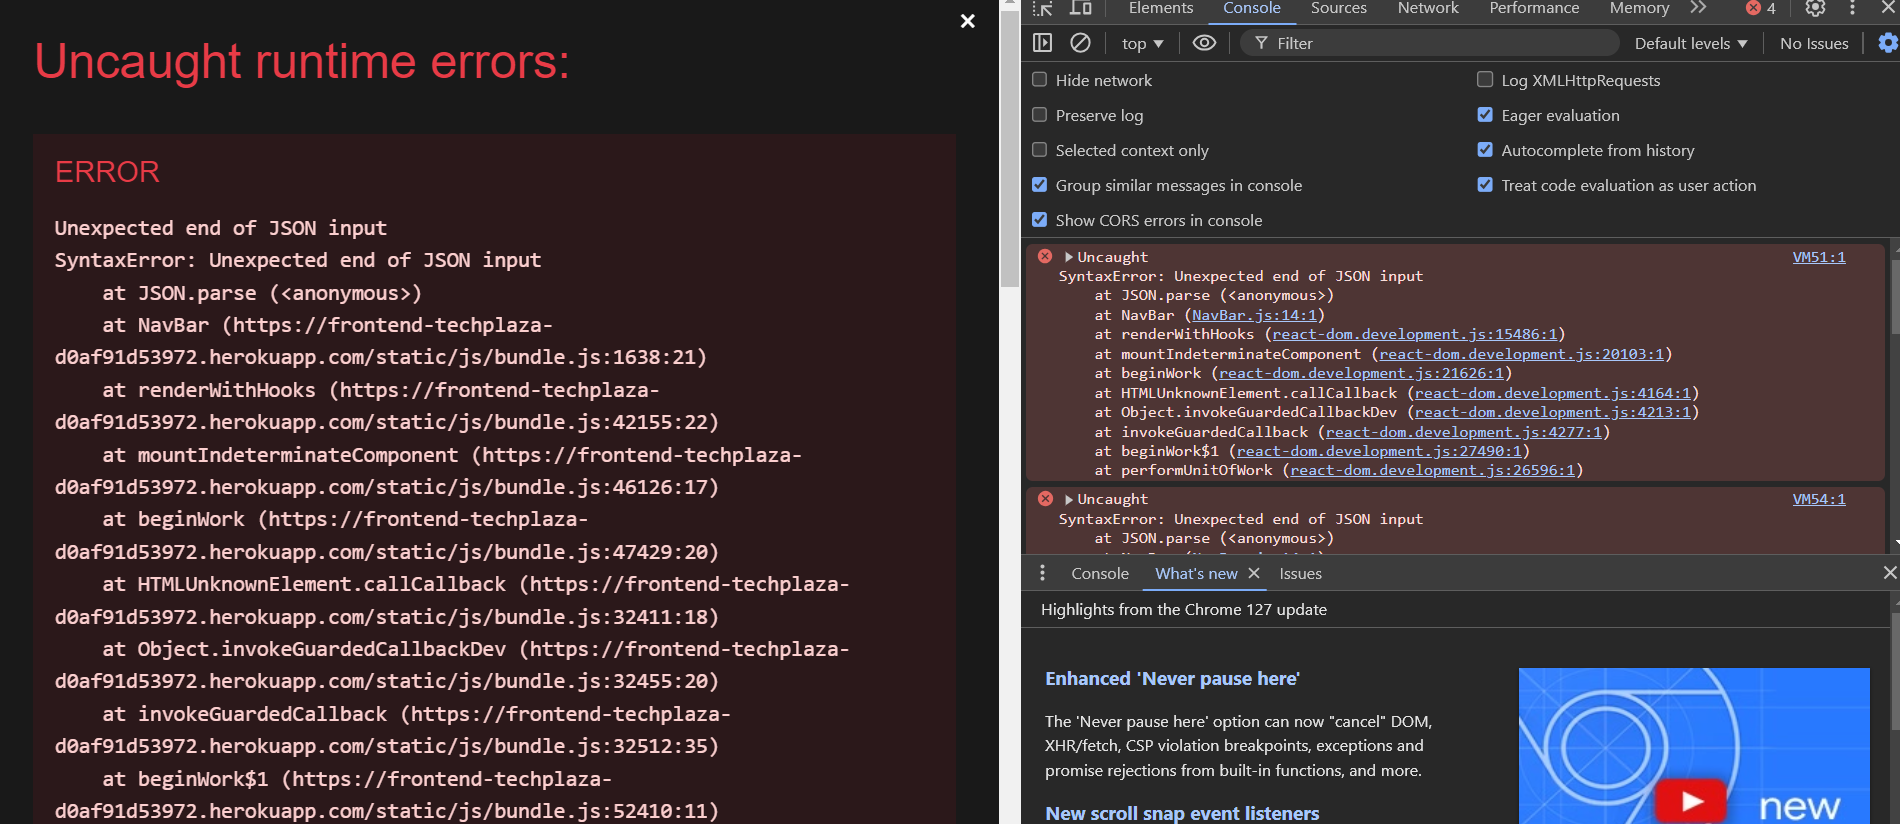 Uncaught runtime errors:
ERROR
Unexpected end of JSON input
SyntaxError: Unexpected end of JSON input
at JSON.parse (<anonymous>)
at NavBar (https://frontend-techplaza-
d0af91d53972.herokuapp.com/static/js/bundle.js:1638:21)
at renderWithHooks (https://frontend-techplaza-
d0af91d53972.herokuapp.com/static/js/bundle.js:42155:22)
at mountIndeterminateComponent (https://frontend-techplaza-
d0af91d53972.herokuapp.com/static/js/bundle.js:46126:17)
at beginWork (https://frontend-techplaza-
d0af91d53972.herokuapp.com/static/js/bundle.js:47429:20)
at HTMLUnknownElement.callCallback (https://frontend-techplaza-
d0af91d53972.herokuapp.com/static/js/bundle.js:32411:18)
at Object.invokeGuardedCallbackDev (https://frontend-techplaza-
d0af91d53972.herokuapp.com/static/js/bundle.js:32455:20)
at invokeGuardedCallback (https://frontend-techplaza-
d0af91d53972.herokuapp.com/static/js/bundle.js:32512:35)
at beginWork$1 (https://frontend-techplaza-
d0af91d53972.herokuapp.com/static/js/bundle.js:52410:11)
Elements Console Sources Network Performance Memory 4
top Filter Default levels No Issues
Hide network Log XMLHttpRequests
Preserve log Eager evaluation
Selected context only Autocomplete from history
Group similar messages in console Treat code evaluation as user action
Show CORS errors in console
Uncaught VM51:1
SyntaxError: Unexpected end of JSON input
at JSON.parse (<anonymous>)
at NavBar (NavBar.js:14:1)
at renderWithHooks (react-dom.development.js:15486:1)
at mountIndeterminateComponent (react-dom.development.js:20103:1)
at beginWork (react-dom.development.js:21626:1)
at HTMLUnknownElement.callCallback (react-dom.development.js:4164:1)
at Object.invokeGuardedCallbackDev (react-dom.development.js:4213:1)
at invokeGuardedCallback (react-dom.development.js:4277:1)
at beginWork$1 (react-dom.development.js:27490:1)
at performUnitOfWork (react-dom.development.js:26596:1)
Uncaught VM54:1
SyntaxError: Unexpected end of JSON input
at JSON.parse (<anonymous>)
Console What's new Issues
Highlights from the Chrome 127 update
Enhanced 'Never pause here'
The 'Never pause here' option can now "cancel" DOM,
XHR/fetch, CSP violation breakpoints, exceptions and
promise rejections from built-in functions, and more.
New scroll snap event listeners
new